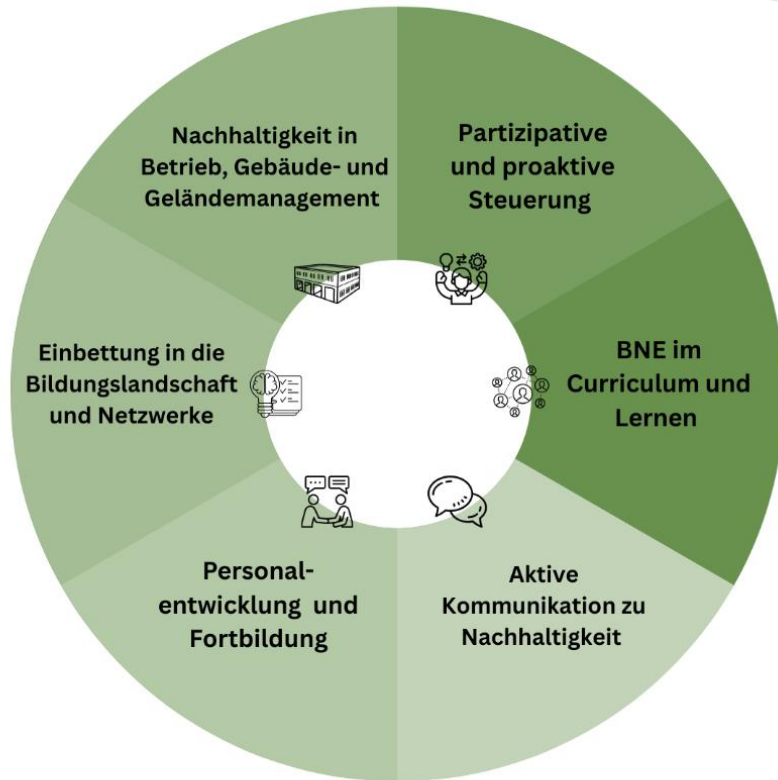 Partizipative
und proaktive
Steuerung
BNE im
Curriculum und
Lernen
Aktive
Kommunikation zu
Nachhaltigkeit
Personal-
entwicklung und
Fortbildung
Einbettung in die
Bildungslandschaft
und Netzwerke
Nachhaltigkeit in
Betrieb, Gebäude- und
Geländemanagement